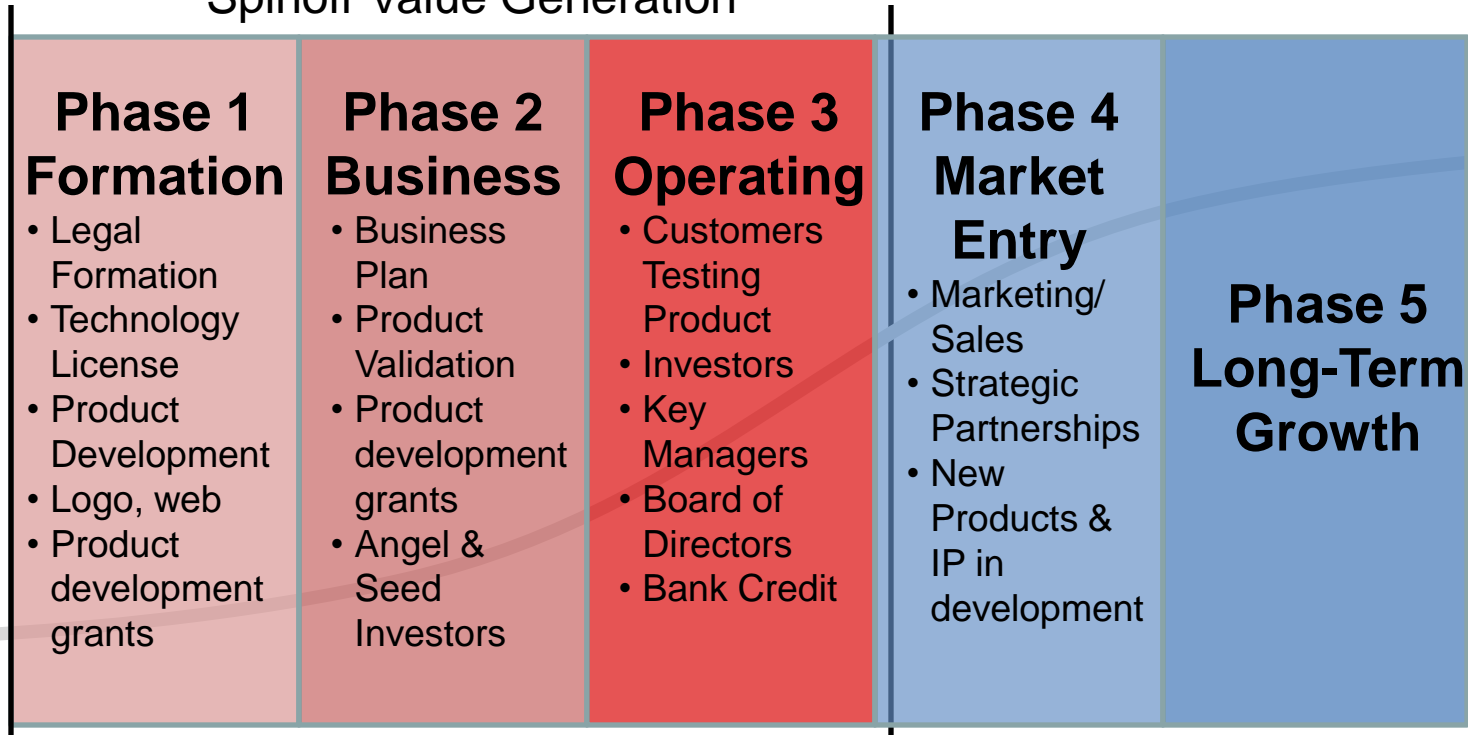 Spinoff Value Generation
Phase 1
Formation
• Legal
Formation
• Technology
License
• Product
Development
• Logo, web
• Product
development
grants
Phase 2
Business
• Business
Plan
• Product
Validation
• Product
development
grants
• Angel &
Seed
Investors
Phase 3
Operating
• Customers
Testing
Product
• Investors
• Key
Managers
• Board of
Directors
• Bank Credit
Phase 4
Market
Entry
• Marketing/
Sales
• Strategic
Partnerships
• New
Products &
IP in
development
Phase 5
Long-Term
Growth